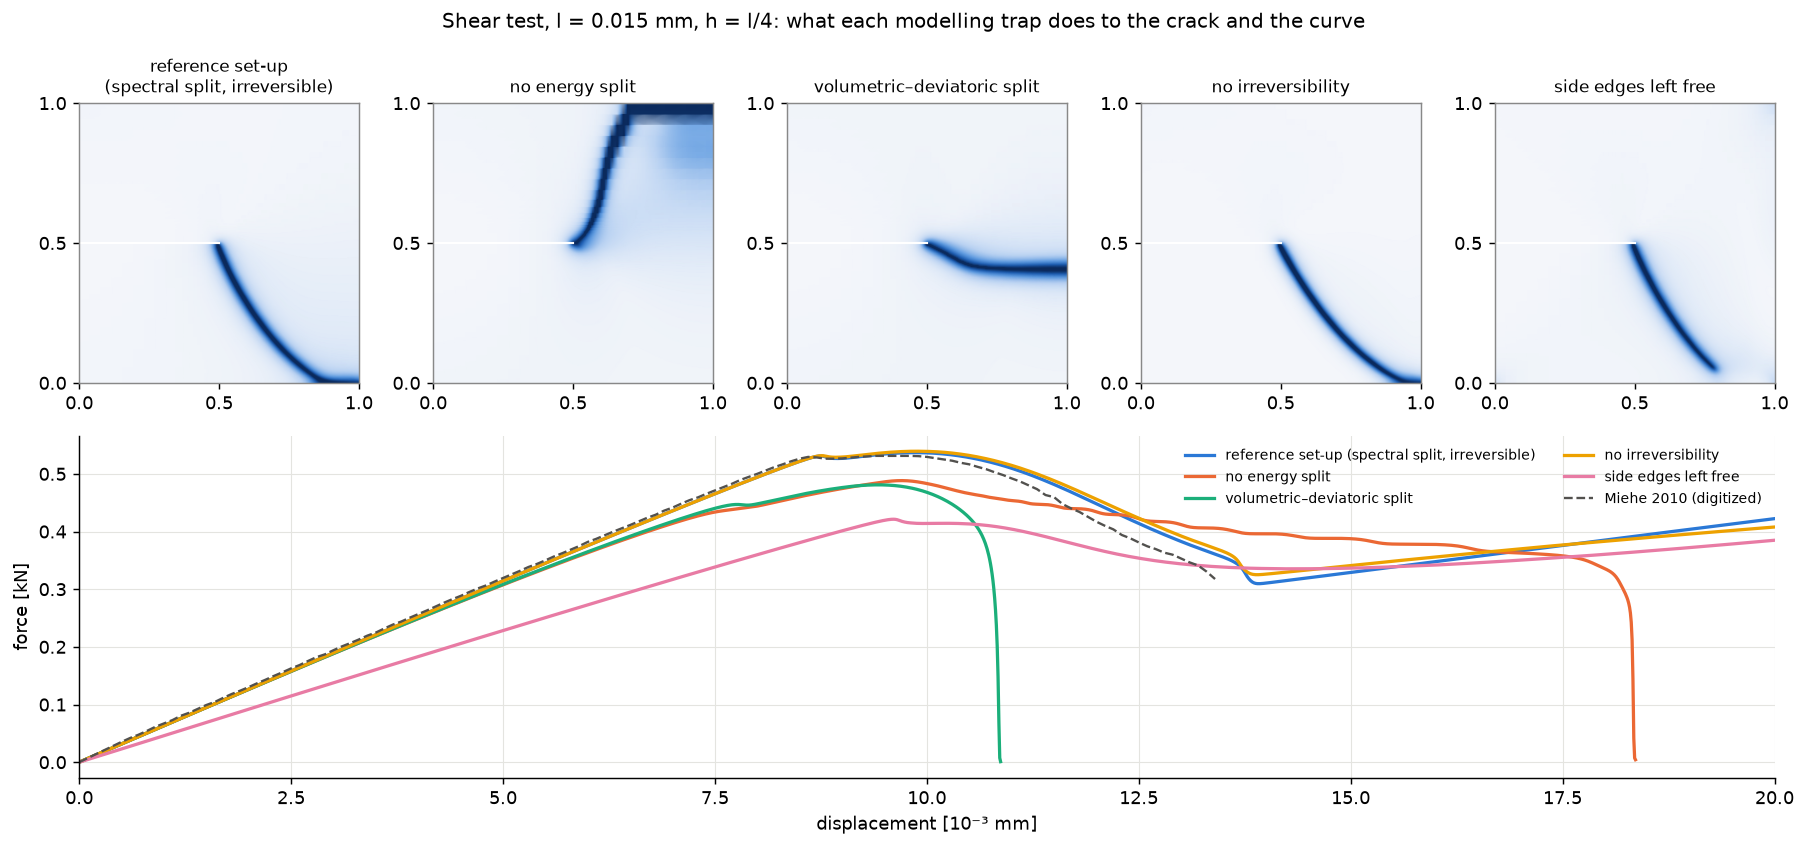 Shear test, l = 0.015 mm, h = l/4: what each modelling trap does to the crack and the curve
reference set-up
(spectral split, irreversible)
no energy split
volumetric–deviatoric split
no irreversibility
side edges left free
1.0
0.5
0.0
0.0 0.5 1.0
1.0
0.5
0.0
0.0 0.5 1.0
1.0
0.5
0.0
0.0 0.5 1.0
1.0
0.5
0.0
0.0 0.5 1.0
1.0
0.5
0.0
0.0 0.5 1.0
force [kN]
0.5
0.4
0.3
0.2
0.1
0.0
reference set-up (spectral split, irreversible)
no energy split
volumetric–deviatoric split
no irreversibility
side edges left free
Miehe 2010 (digitized)
0.0 2.5 5.0 7.5 10.0 12.5 15.0 17.5 20.0
displacement [10⁻³ mm]